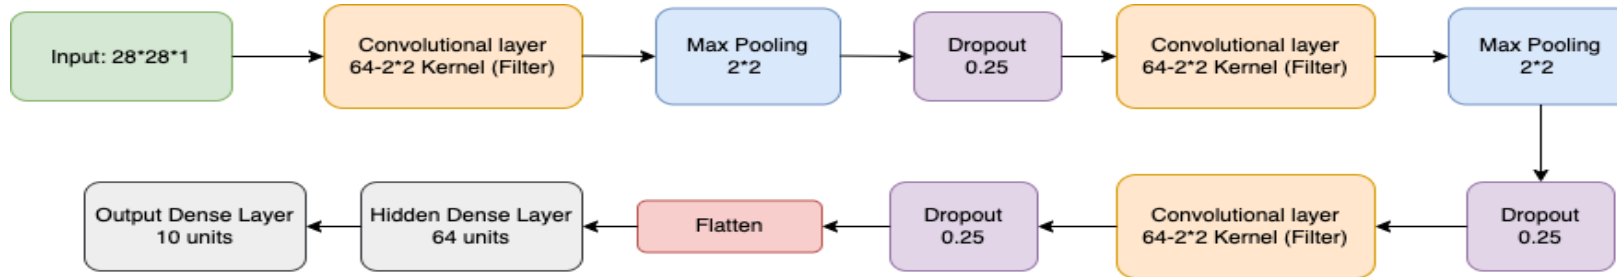 Input: 28*28*1
Convolutional layer
64-2*2 Kernel (Filter)
Max Pooling
2*2
Dropout
0.25
Convolutional layer
64-2*2 Kernel (Filter)
Max Pooling
2*2
Dropout
0.25
Convolutional layer
64-2*2 Kernel (Filter)
Dropout
0.25
Flatten
Hidden Dense Layer
64 units
Output Dense Layer
10 units